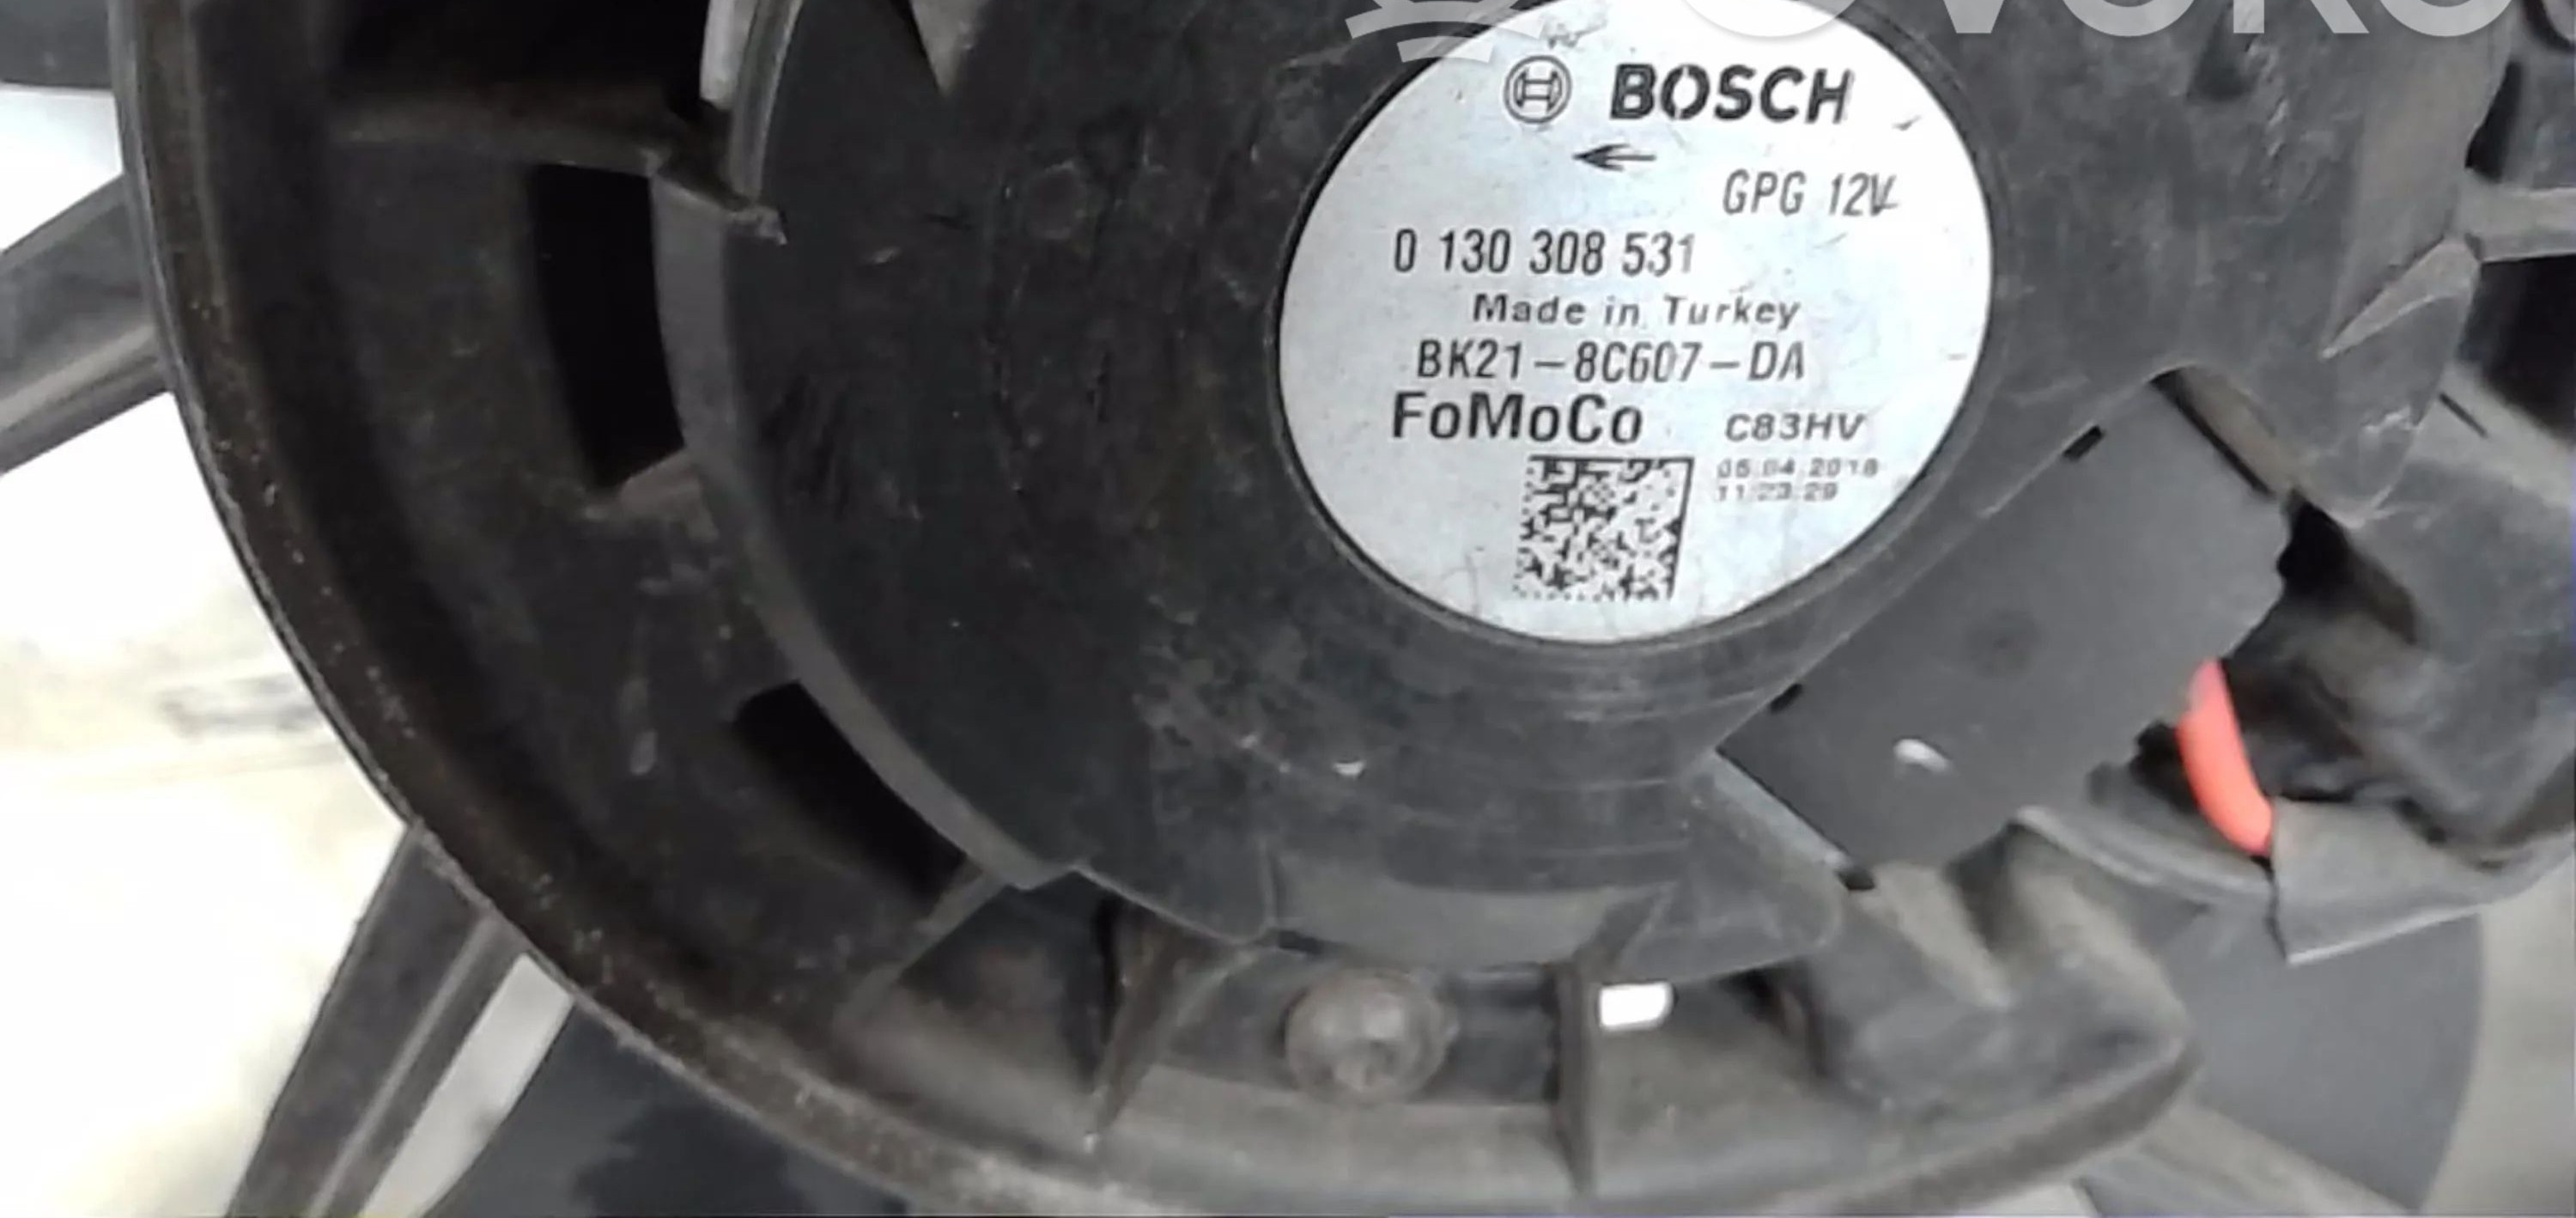 BOSCH
GPG 12V
0 130 308 531
Made in Turkey
BK21-8C607-DA
FoMoCo C83HV
05.04.2018
11:23:29